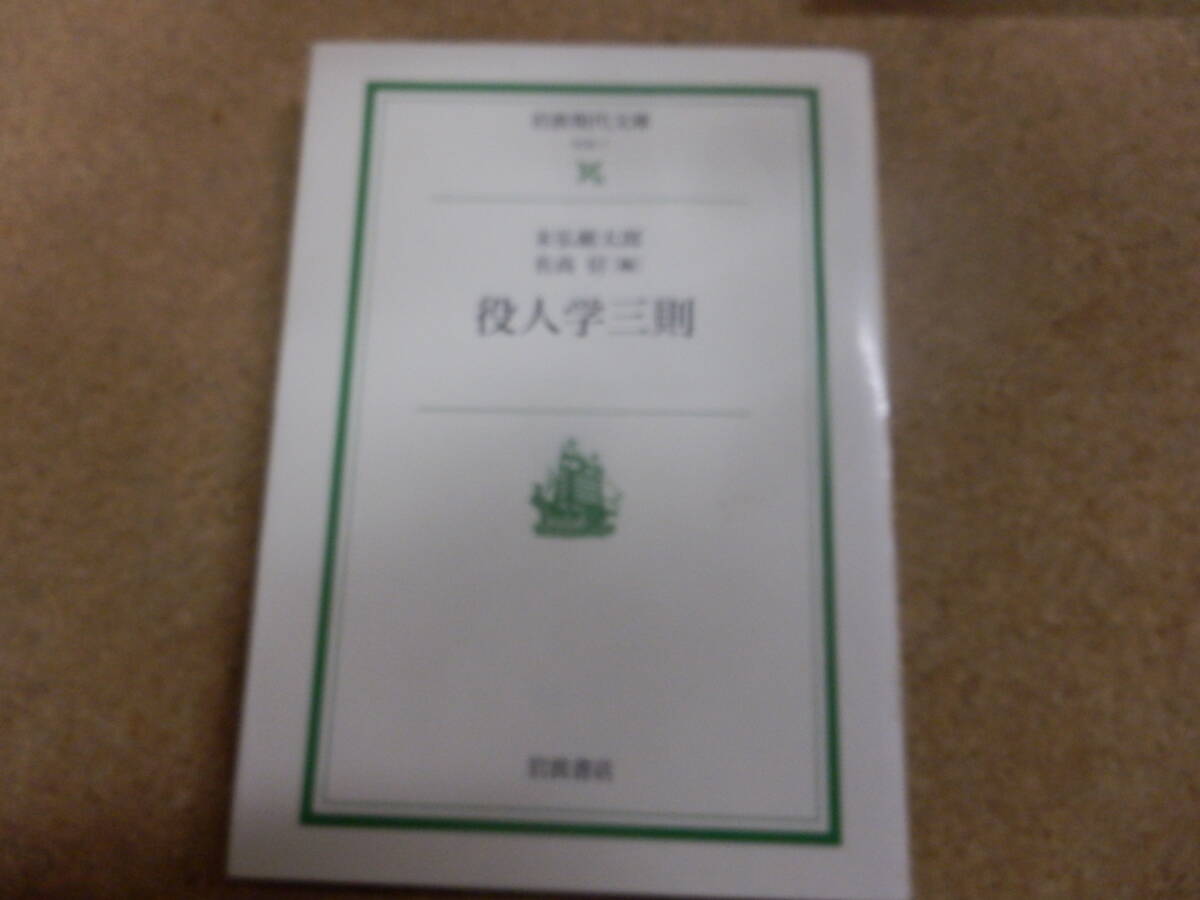 岩波現代文庫
末弘厳太郎
佐高 信 [編]
役人学三則
岩波書店